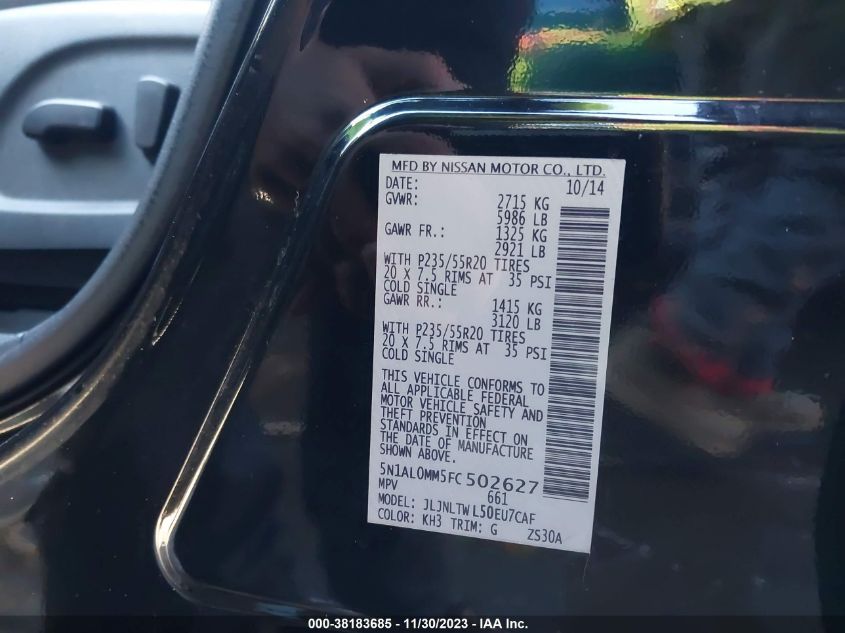 MFD BY NISSAN MOTOR CO., LTD.
DATE: 10/14
GVWR: 2715 KG
5986 LB
GAWR FR.: 1325 KG
2921 LB
WITH P235/55R20 TIRES
20 X 7.5 RIMS AT 35 PSI
COLD SINGLE
GAWR RR.: 1415 KG
3120 LB
WITH P235/55R20 TIRES
20 X 7.5 RIMS AT 35 PSI
COLD SINGLE
THIS VEHICLE CONFORMS TO
ALL APPLICABLE FEDERAL
MOTOR VEHICLE SAFETY AND
THEFT PREVENTION
STANDARDS IN EFFECT ON
THE DATE OF MANUFACTURE
SHOWN ABOVE.
5N1AL0MM5FC502627
MPV 661
MODEL: JLJNLTWL50EU7CAF
COLOR: KH3 TRIM: G ZS30A
000-38183685 - 11/30/2023 - IAA Inc.